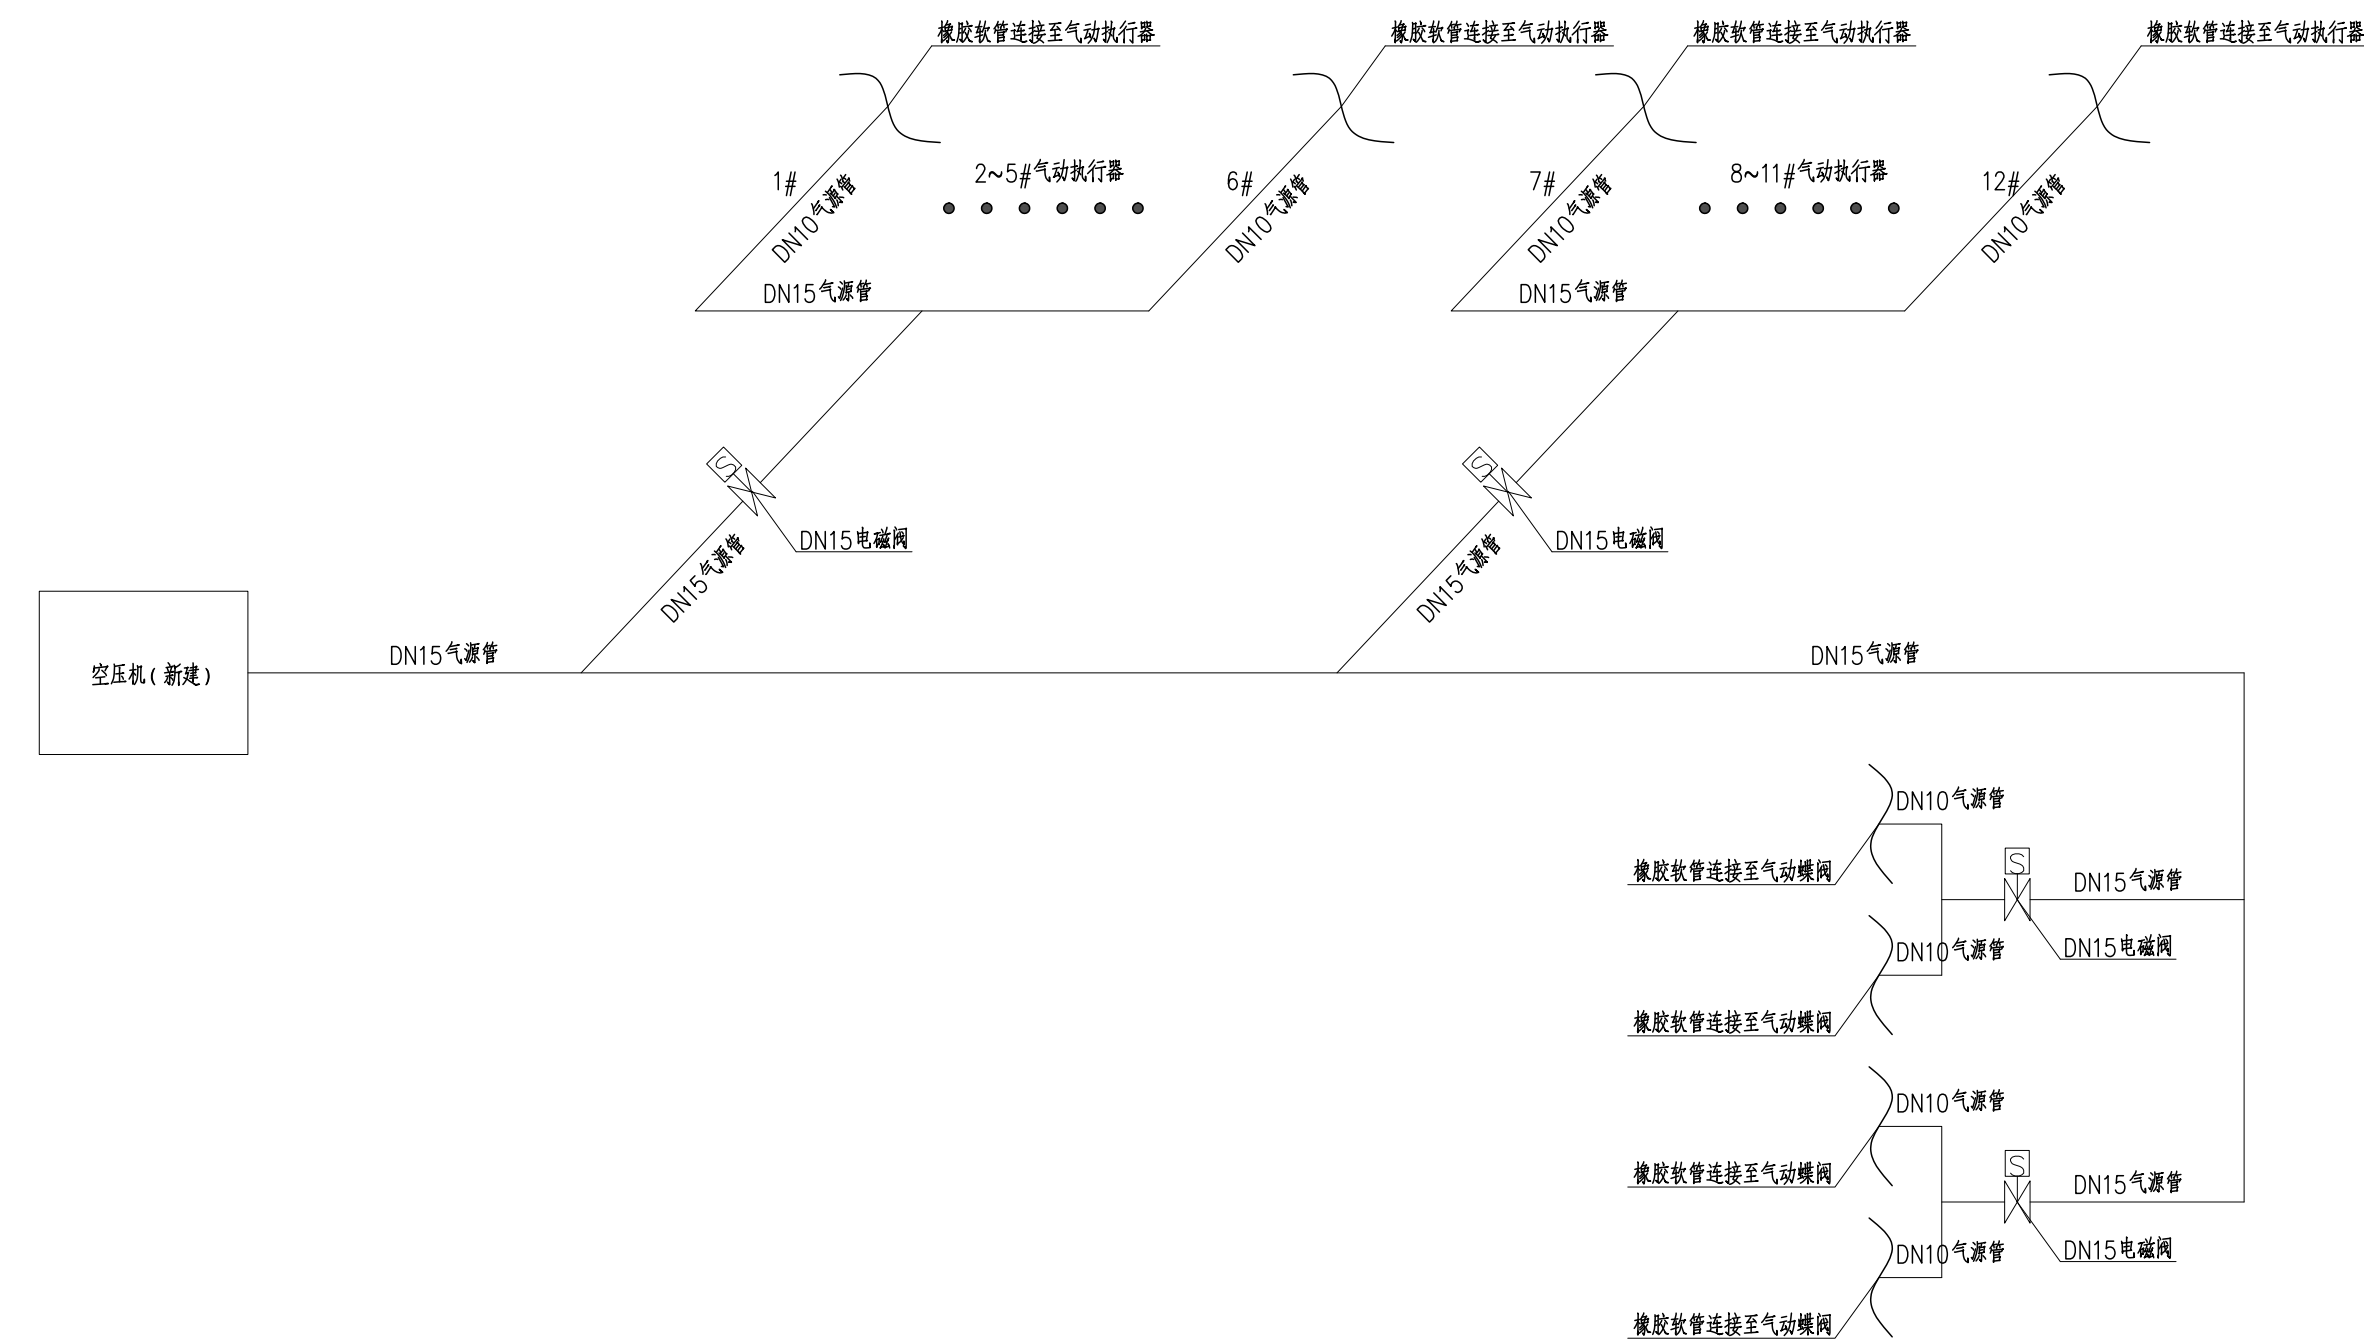 橡胶软管连接至气动执行器
橡胶软管连接至气动执行器
橡胶软管连接至气动执行器
橡胶软管连接至气动执行器
1#
DN10气源管
2~5#气动执行器
6#
DN10气源管
7#
DN10气源管
8~11#气动执行器
12#
DN10气源管
DN15气源管
DN15气源管
S
DN15电磁阀
DN15气源管
S
DN15电磁阀
DN15气源管
空压机(新建)
DN15气源管
DN15气源管
DN10气源管
橡胶软管连接至气动蝶阀
S
DN15气源管
DN10气源管
DN15电磁阀
橡胶软管连接至气动蝶阀
DN10气源管
橡胶软管连接至气动蝶阀
S
DN15气源管
DN10气源管
DN15电磁阀
橡胶软管连接至气动蝶阀